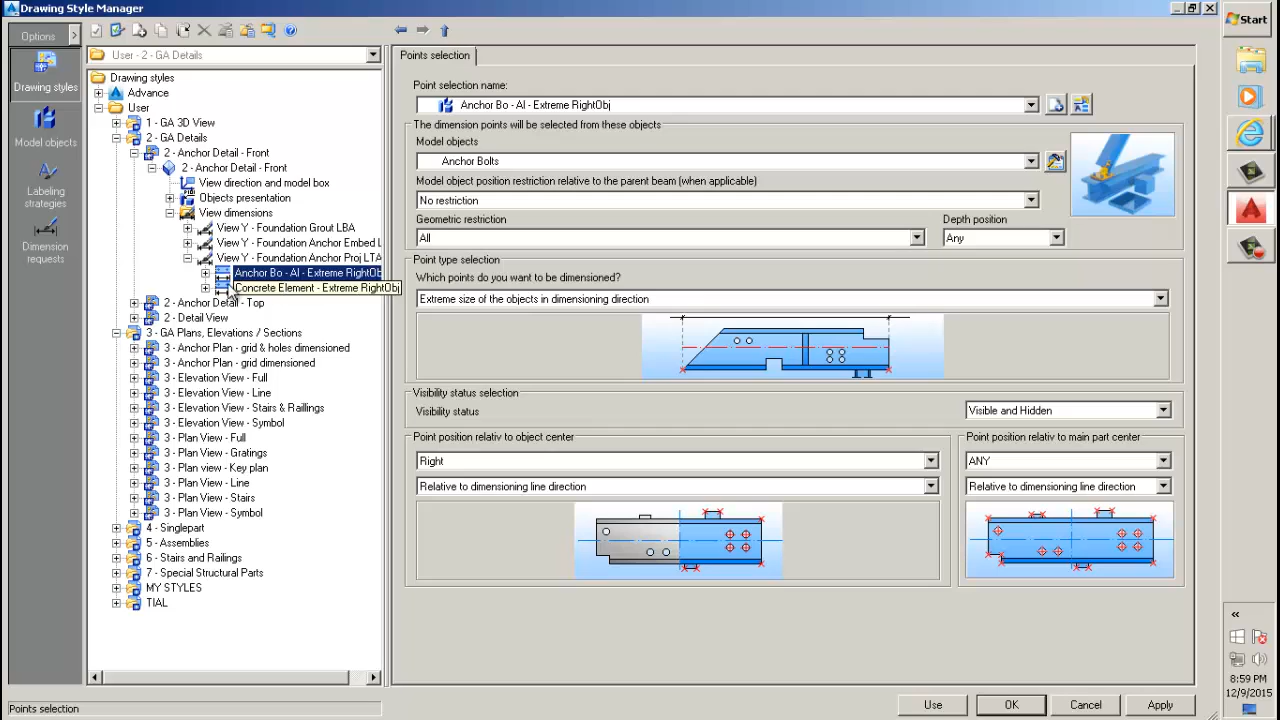 Drawing Style Manager
Start
Options
Drawing styles
Model objects
Labeling
strategies
Dimension
requests
User - 2 - GA Details
Drawing styles
Advance
User
1 - GA 3D View
2 - GA Details
2 - Anchor Detail - Front
2 - Anchor Detail - Front
View direction and model box
Objects presentation
View dimensions
View Y - Foundation Grout LBA
View Y - Foundation Anchor Embed L
View Y - Foundation Anchor Proj LTA
Anchor Bo - Al - Extreme RightOb
Concrete Element - Extreme RightObj
2 - Anchor Detail - Top
2 - Detail View
3 - GA Plans, Elevations / Sections
3 - Anchor Plan - grid & holes dimensioned
3 - Anchor Plan - grid dimensioned
3 - Elevation View - Full
3 - Elevation View - Line
3 - Elevation View - Stairs & Raillings
3 - Elevation View - Symbol
3 - Plan View - Full
3 - Plan View - Gratings
3 - Plan view - Key plan
3 - Plan View - Line
3 - Plan View - Stairs
3 - Plan View - Symbol
4 - Singlepart
5 - Assemblies
6 - Stairs and Railings
7 - Special Structural Parts
MY STYLES
TIAL
Points selection
Point selection name:
Anchor Bo - Al - Extreme RightObj
The dimension points will be selected from these objects
Model objects
Anchor Bolts
Model object position restriction relative to the parent beam (when applicable)
No restriction
Geometric restriction
Depth position
All
Any
Point type selection
Which points do you want to be dimensioned?
Extreme size of the objects in dimensioning direction
Visibility status selection
Visibility status
Visible and Hidden
Point position relativ to object center
Point position relativ to main part center
Right
ANY
Relative to dimensioning line direction
Relative to dimensioning line direction
Points selection
Use
OK
Cancel
Apply
8:59 PM
12/9/2015